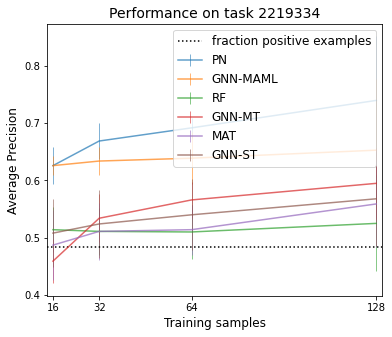 Performance on task 2219334
fraction positive examples
PN
GNN-MAML
RF
GNN-MT
MAT
GNN-ST
Average Precision
0.8
0.7
0.6
0.5
0.4
16
32
64
128
Training samples